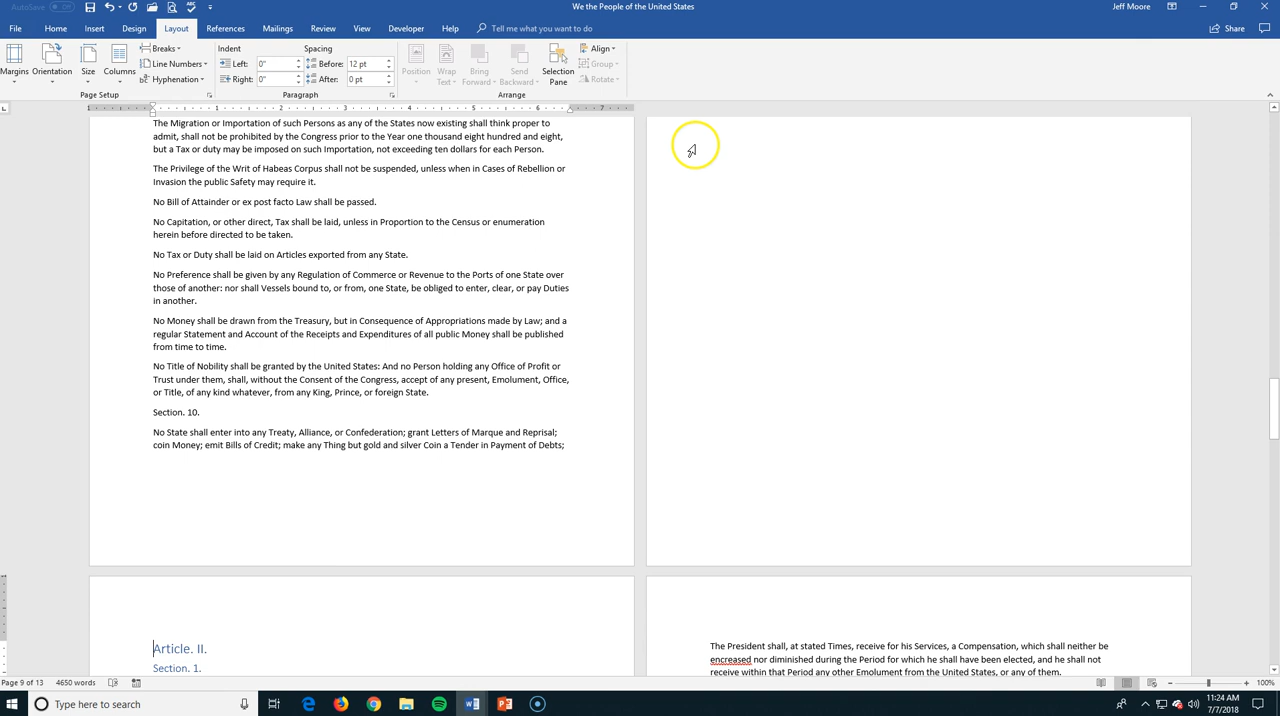 AutoSave Off
We the People of the United States
Jeff Moore
File Home Insert Draw Design Layout References Mailings Review View Developer Help Tell me what you want to do Share
Margins
Orientation
Size
Columns
Breaks
Line Numbers
Hyphenation
Page Setup
Indent
Left: 0"
Right: 0"
Spacing
Before: 12 pt
After: 0 pt
Paragraph
Position
Wrap
Text
Bring
Forward
Send
Backward
Selection
Pane
Align
Group
Rotate
Arrange
1 1 2 3 4 5 6 7
The Migration or Importation of such Persons as any of the States now existing shall think proper to
admit, shall not be prohibited by the Congress prior to the Year one thousand eight hundred and eight,
but a Tax or duty may be imposed on such Importation, not exceeding ten dollars for each Person.
The Privilege of the Writ of Habeas Corpus shall not be suspended, unless when in Cases of Rebellion or
Invasion the public Safety may require it.
No Bill of Attainder or ex post facto Law shall be passed.
No Capitation, or other direct, Tax shall be laid, unless in Proportion to the Census or enumeration
herein before directed to be taken.
No Tax or Duty shall be laid on Articles exported from any State.
No Preference shall be given by any Regulation of Commerce or Revenue to the Ports of one State over
those of another: nor shall Vessels bound to, or from, one State, be obliged to enter, clear, or pay Duties
in another.
No Money shall be drawn from the Treasury, but in Consequence of Appropriations made by Law; and a
regular Statement and Account of the Receipts and Expenditures of all public Money shall be published
from time to time.
No Title of Nobility shall be granted by the United States: And no Person holding any Office of Profit or
Trust under them, shall, without the Consent of the Congress, accept of any present, Emolument, Office,
or Title, of any kind whatever, from any King, Prince, or foreign State.
Section. 10.
No State shall enter into any Treaty, Alliance, or Confederation; grant Letters of Marque and Reprisal;
coin Money; emit Bills of Credit; make any Thing but gold and silver Coin a Tender in Payment of Debts;
Article. II.
Section. 1.
The President shall, at stated Times, receive for his Services, a Compensation, which shall neither be
encreased nor diminished during the Period for which he shall have been elected, and he shall not
receive within that Period any other Emolument from the United States, or any of them.
Page 9 of 13 4650 words
100%
Type here to search
11:24 AM
7/7/2018